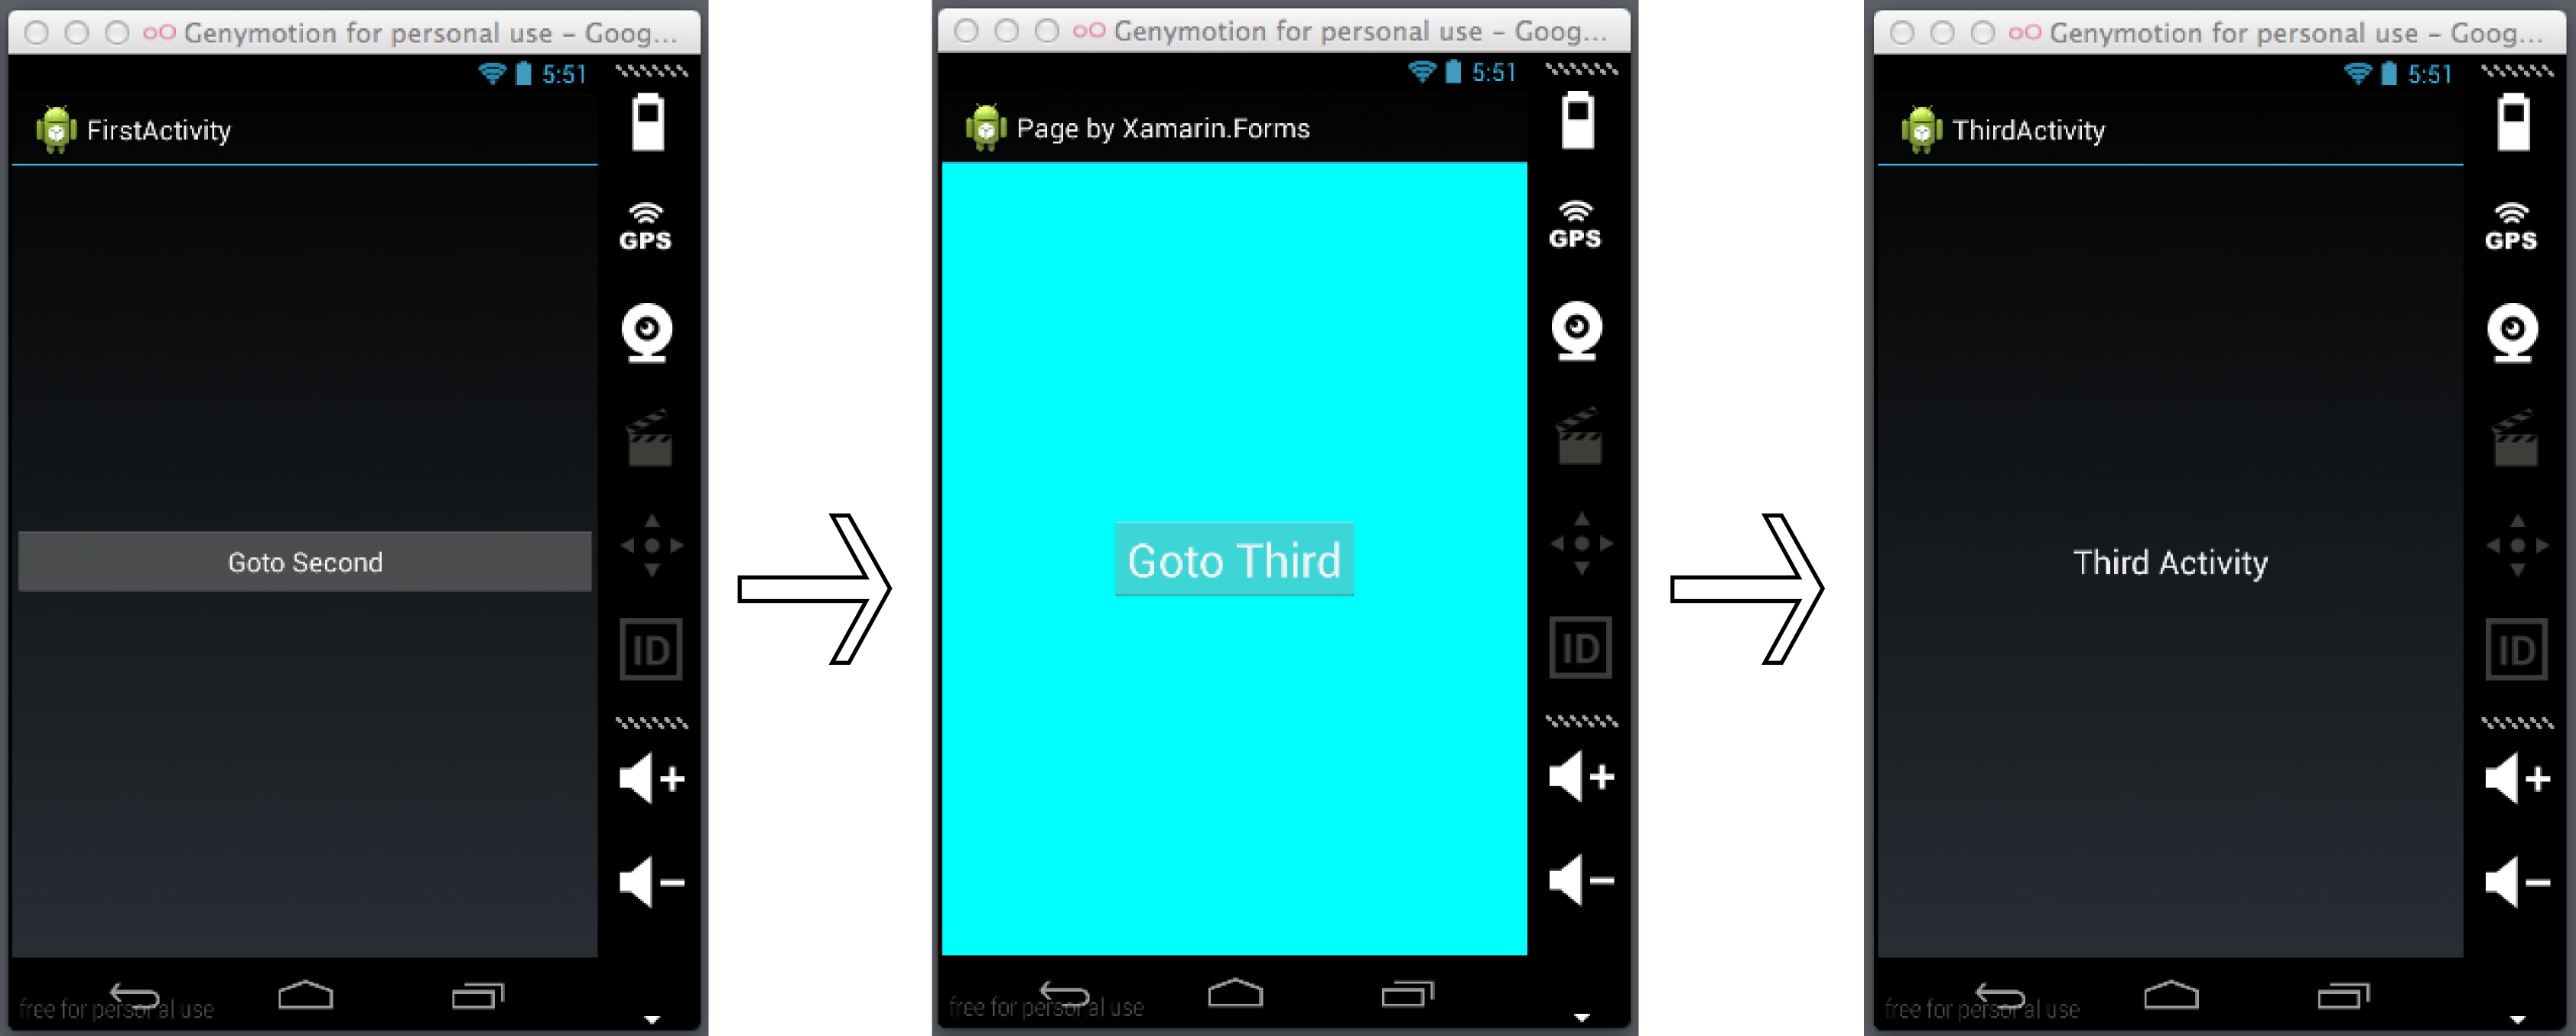 Genymotion for personal use – Goog...
5:51
FirstActivity
GPS
Goto Second
ID
free for personal use
Genymotion for personal use – Goog...
5:51
Page by Xamarin.Forms
GPS
Goto Third
ID
free for personal use
Genymotion for personal use – Goog...
5:51
ThirdActivity
GPS
Third Activity
ID
free for personal use